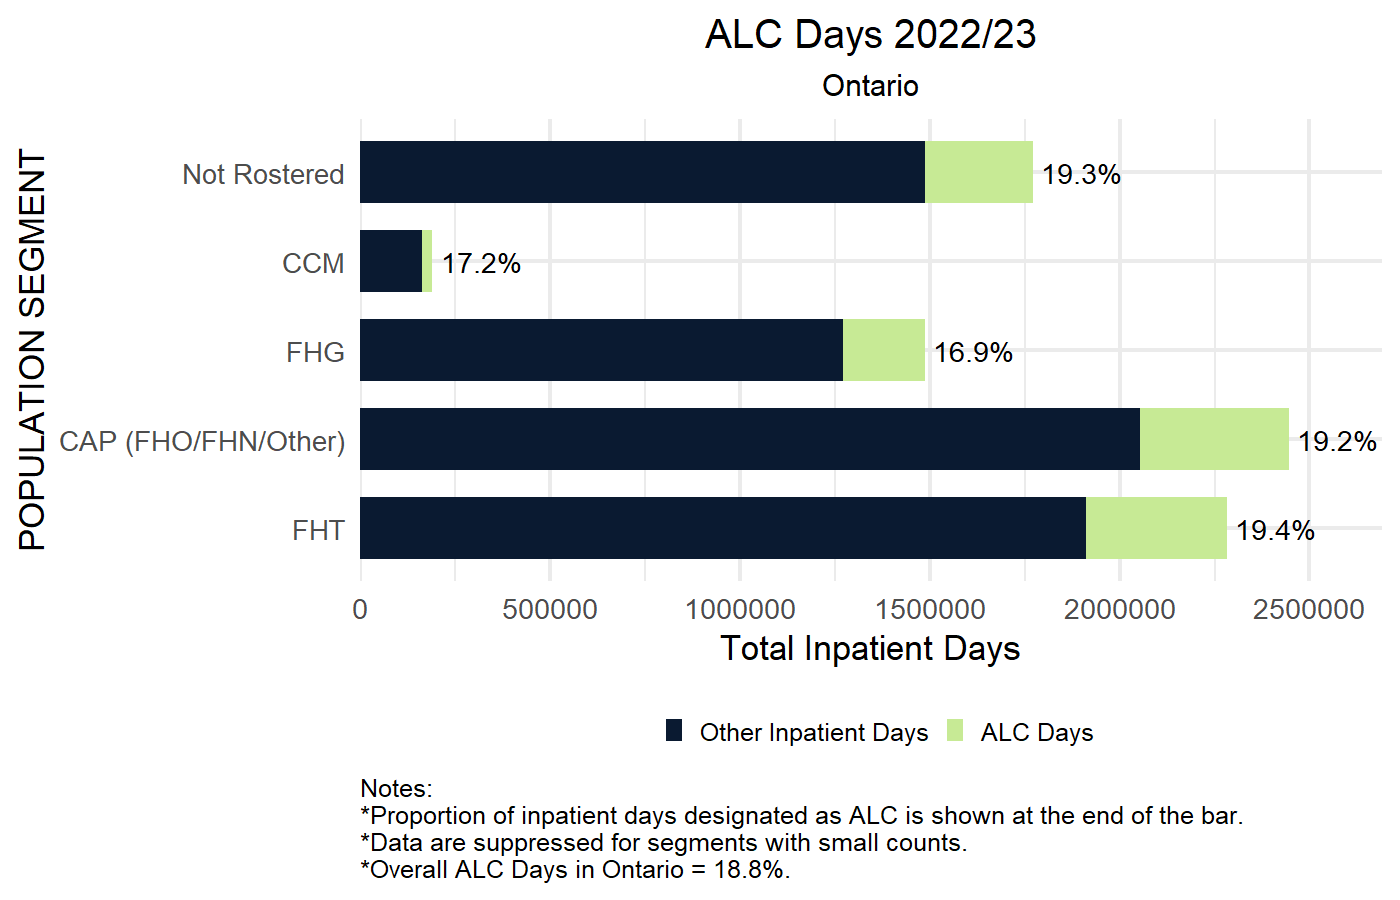 ALC Days 2022/23
Ontario
POPULATION SEGMENT
Not Rostered
19.3%
CCM
17.2%
FHG
16.9%
CAP (FHO/FHN/Other)
19.2%
FHT
19.4%
0 500000 1000000 1500000 2000000 2500000
Total Inpatient Days
Other Inpatient Days ALC Days
Notes:
*Proportion of inpatient days designated as ALC is shown at the end of the bar.
*Data are suppressed for segments with small counts.
*Overall ALC Days in Ontario = 18.8%.